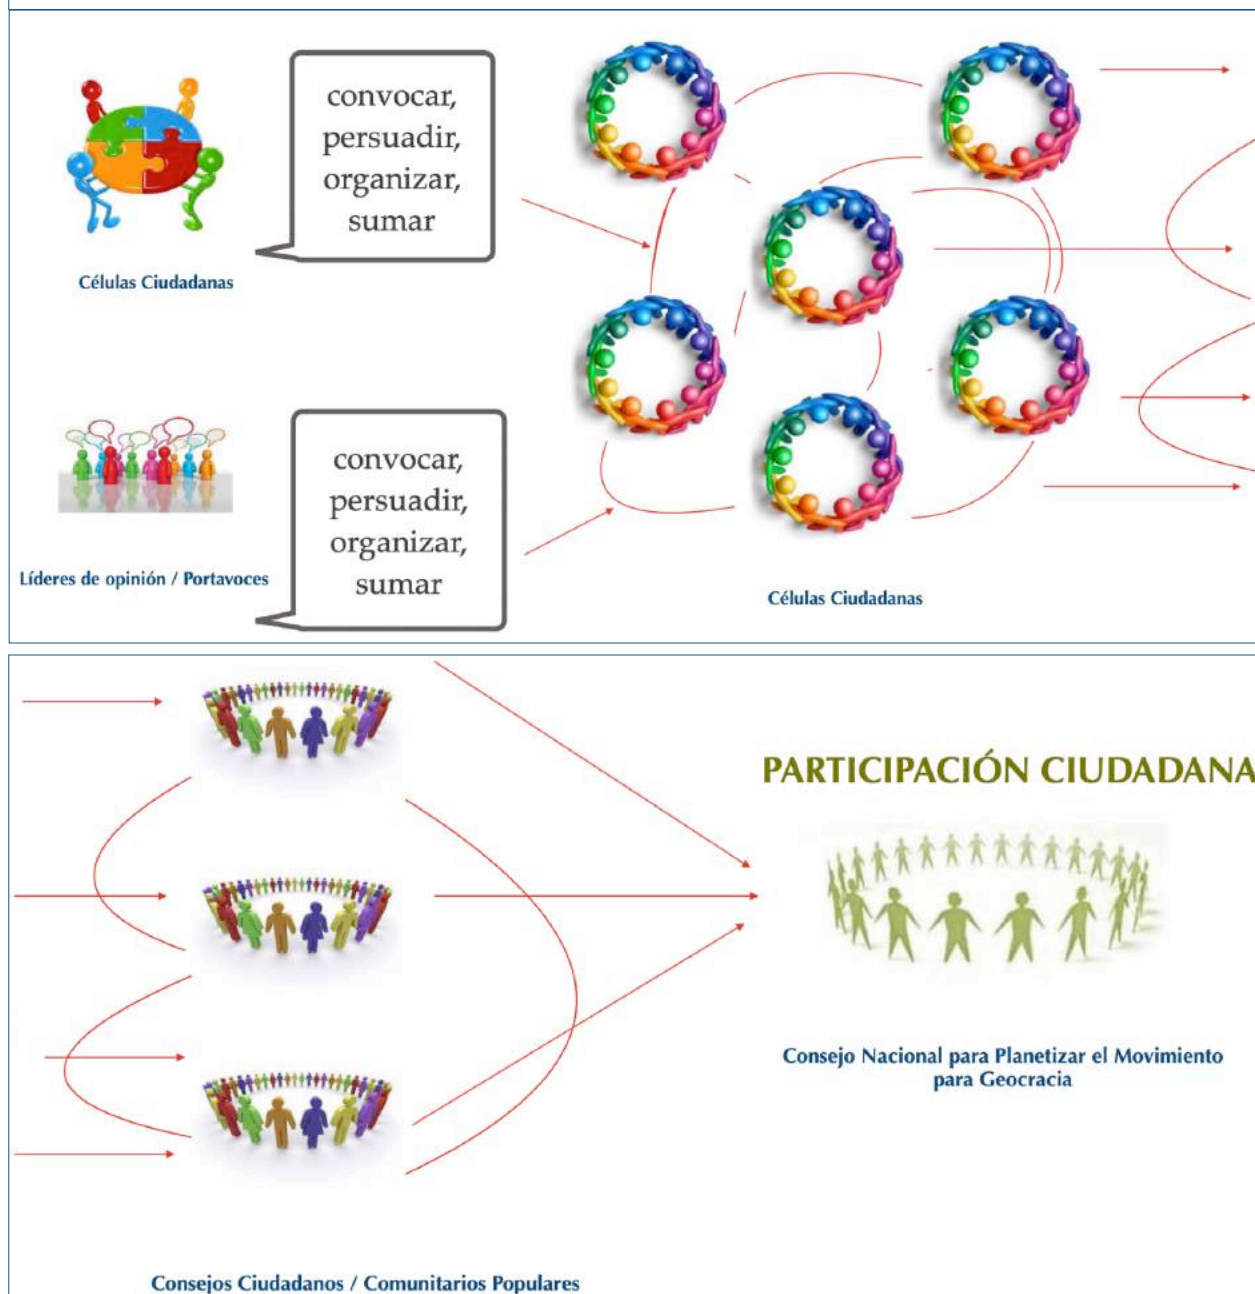 convocar,
persuadir,
organizar,
sumar
Células Ciudadanas
convocar,
persuadir,
organizar,
sumar
Líderes de opinión / Portavoces
Células Ciudadanas
PARTICIPACIÓN CIUDADANA
Consejo Nacional para Planetizar el Movimiento
para Geocracia
Consejos Ciudadanos / Comunitarios Populares